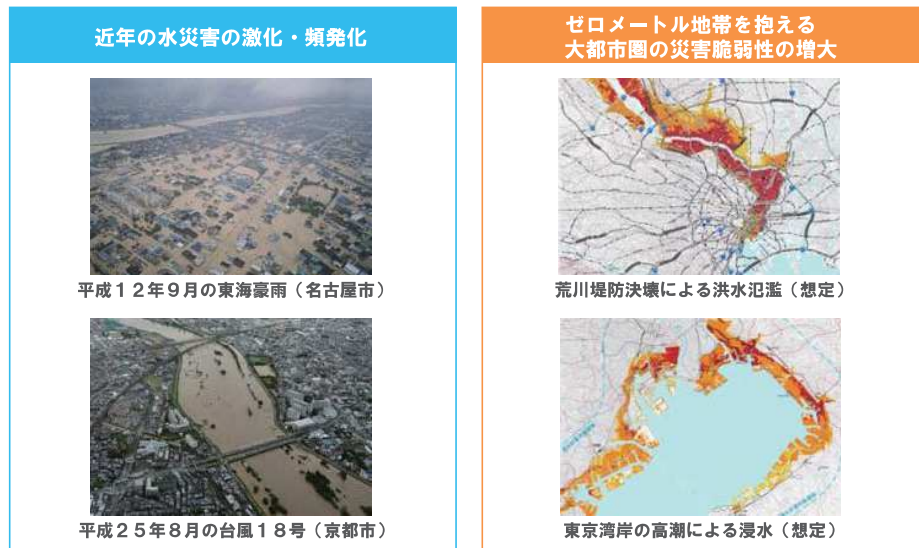 近年の水災害の激化・頻発化
平成１２年９月の東海豪雨（名古屋市）
平成２５年８月の台風１８号（京都市）
ゼロメートル地帯を抱える
大都市圏の災害脆弱性の増大
荒川堤防決壊による洪水氾濫（想定）
東京湾岸の高潮による浸水（想定）